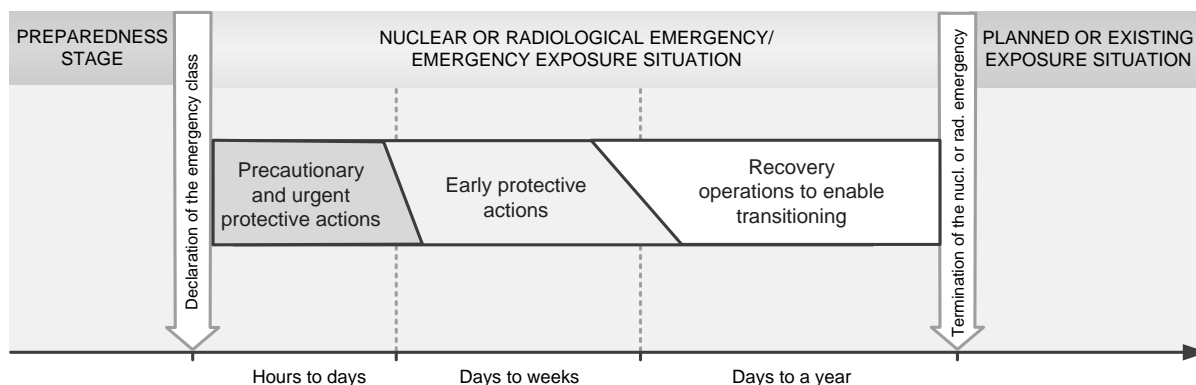 PREPAREDNESS
STAGE
Declaration of the emergency class
NUCLEAR OR RADIOLOGICAL EMERGENCY/
EMERGENCY EXPOSURE SITUATION
Termination of the nucl. or rad. emergency
PLANNED OR EXISTING
EXPOSURE SITUATION
Precautionary
and urgent
protective actions
Early protective
actions
Recovery
operations to enable
transitioning
Hours to days
Days to weeks
Days to a year